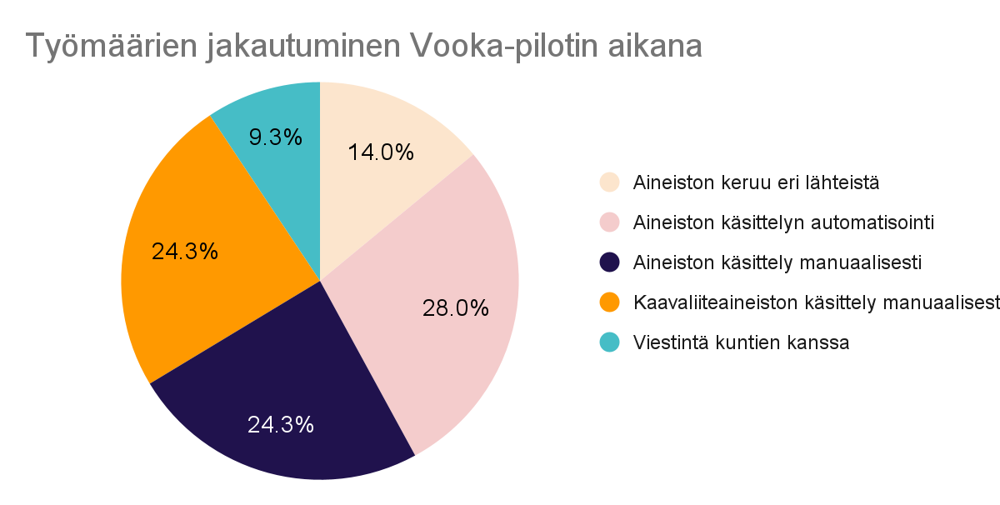 Työmäärien jakautuminen Vooka-pilotin aikana
9.3%
14.0%
24.3%
28.0%
24.3%
Aineiston keruu eri lähteistä
Aineiston käsittelyn automatisointi
Aineiston käsittely manuaalisesti
Kaavaliiteaineiston käsittely manuaalisest
Viestintä kuntien kanssa